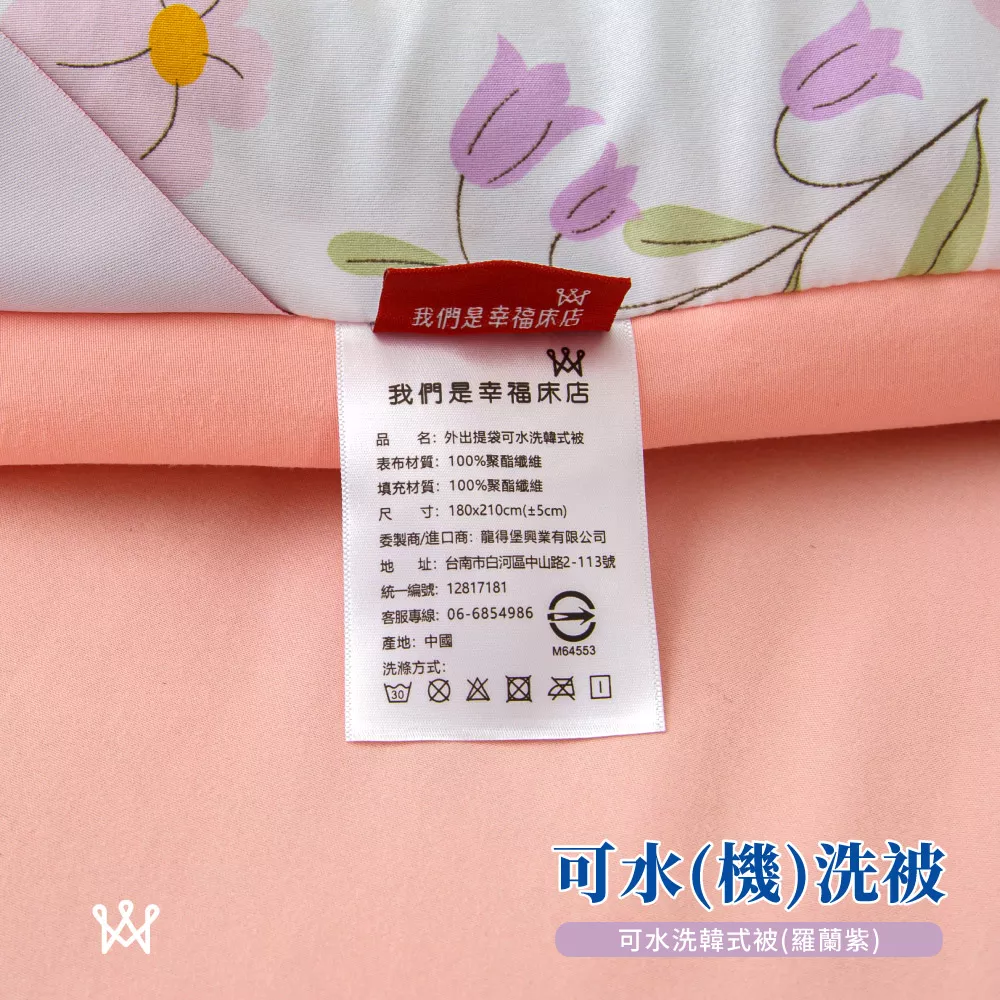 我們是幸福床店
我們是幸福床店
品 名: 外出提袋可水洗韓式被
表布材質: 100%聚酯纖維
填充材質: 100%聚酯纖維
尺 寸: 180x210cm(±5cm)
委製商/進口商: 龍得堡興業有限公司
地 址: 台南市白河區中山路2-113號
統一編號: 12817181
客服專線: 06-6854986
產地: 中國
M64553
洗滌方式:
30
可水(機)洗被
可水洗韓式被(羅蘭紫)